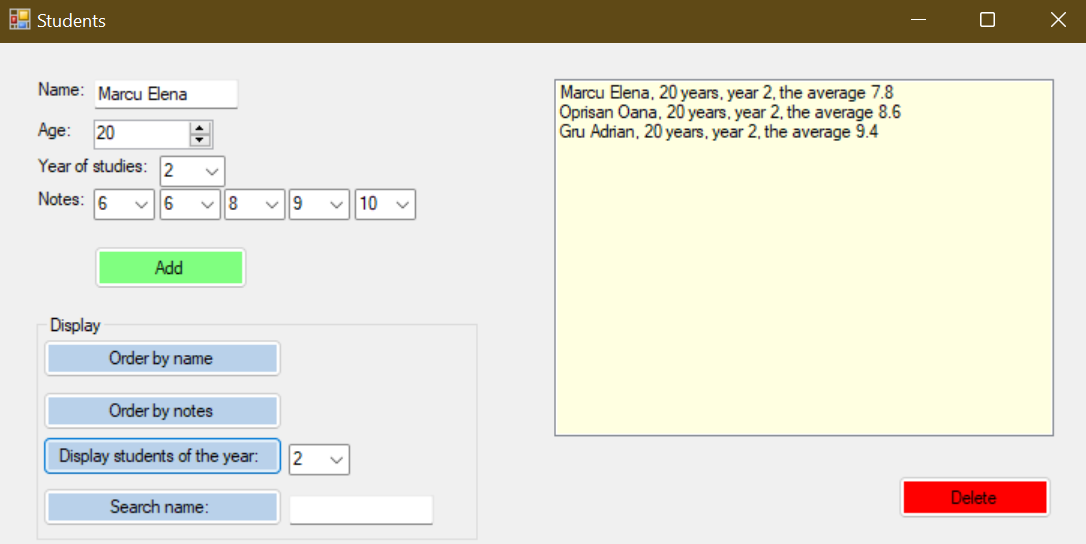 Students
Name: Marcu Elena
Age: 20
Year of studies: 2
Notes: 6 6 8 9 10
Add
Display
Order by name
Order by notes
Display students of the year: 2
Search name:
Marcu Elena, 20 years, year 2, the average 7.8
Oprisan Oana, 20 years, year 2, the average 8.6
Gru Adrian, 20 years, year 2, the average 9.4
Delete